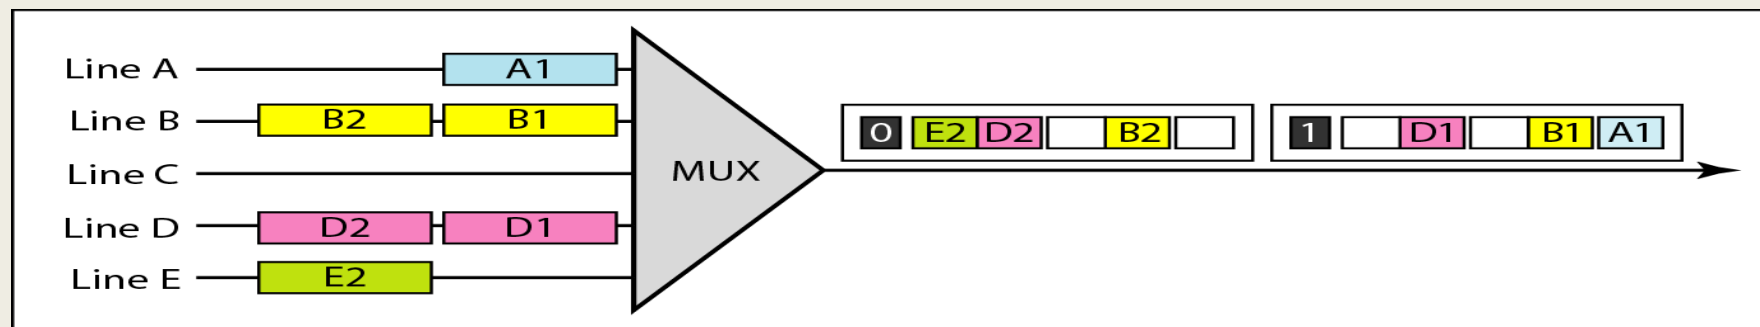 Line A A1
Line B B2 B1
Line C
Line D D2 D1
Line E E2
MUX
0 E2 D2 B2
1 D1 B1 A1